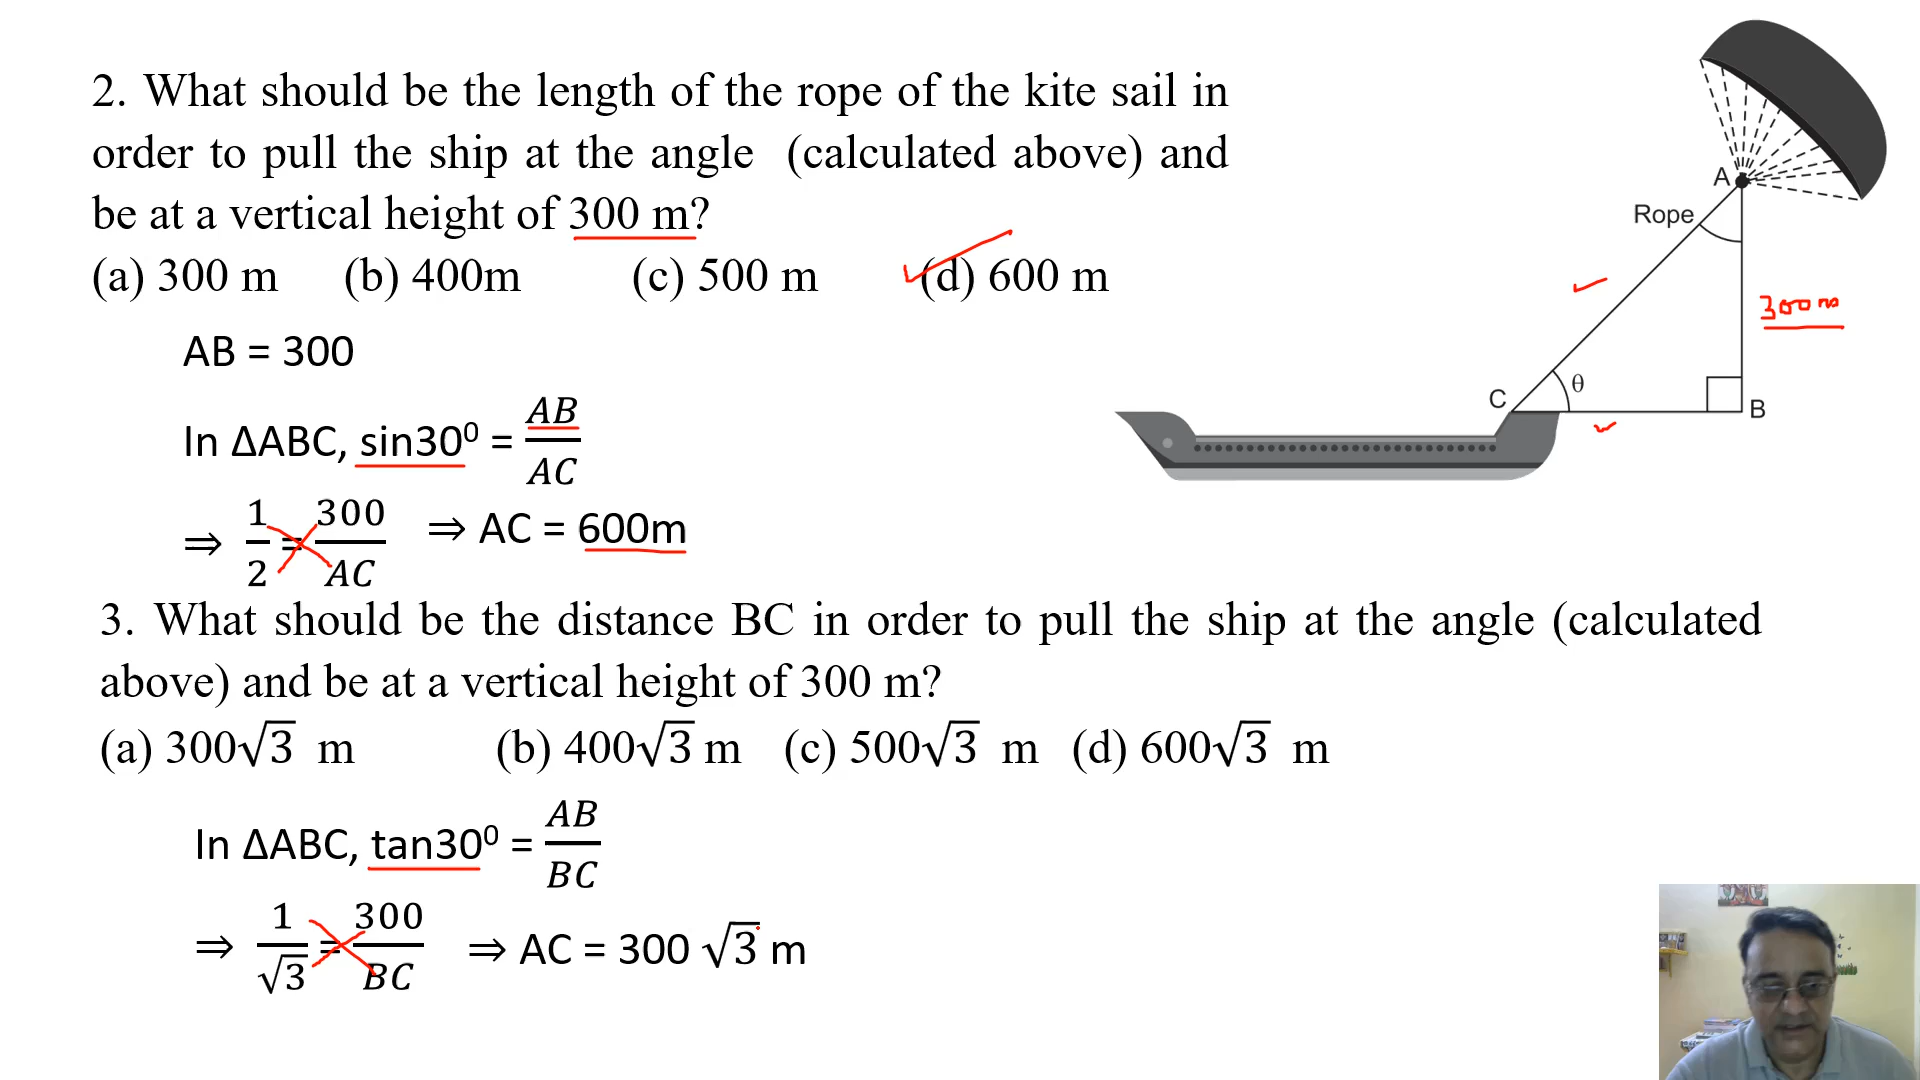 2. What should be the length of the rope of the kite sail in
order to pull the ship at the angle (calculated above) and
be at a vertical height of 300 m?
(a) 300 m (b) 400m (c) 500 m (d) 600 m
AB = 300
In ΔABC, sin30⁰ = AB/AC
⇒ 1/2 = 300/AC ⇒ AC = 600m
A
Rope
300 m
C θ
B
3. What should be the distance BC in order to pull the ship at the angle (calculated
above) and be at a vertical height of 300 m?
(a) 300√3 m (b) 400√3 m (c) 500√3 m (d) 600√3 m
In ΔABC, tan30⁰ = AB/BC
⇒ 1/√3 = 300/BC ⇒ AC = 300 √3 m